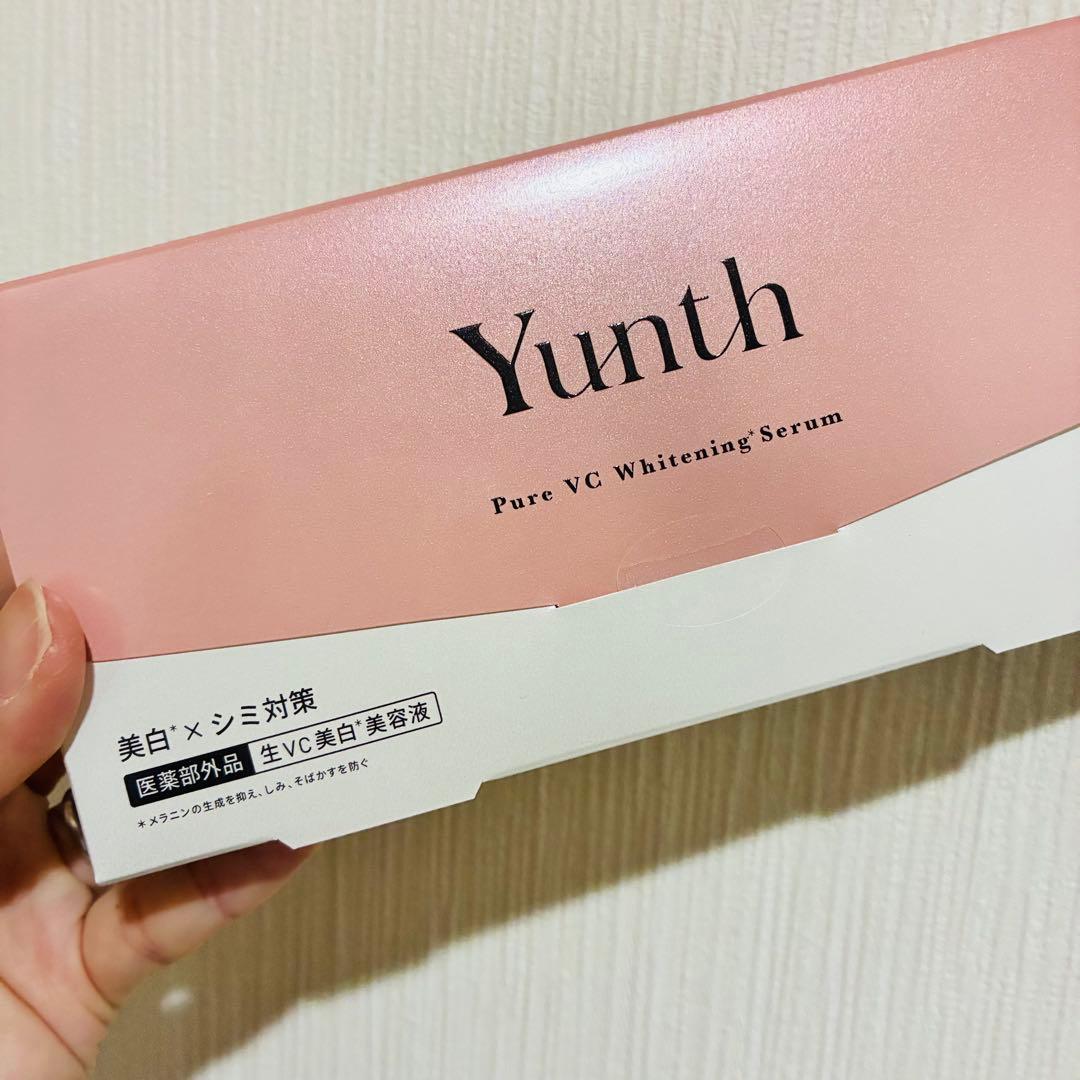 Yunth
Pure VC Whitening* Serum
美白*×シミ対策
医薬部外品 生VC美白*美容液
*メラニンの生成を抑え、しみ、そばかすを防ぐ